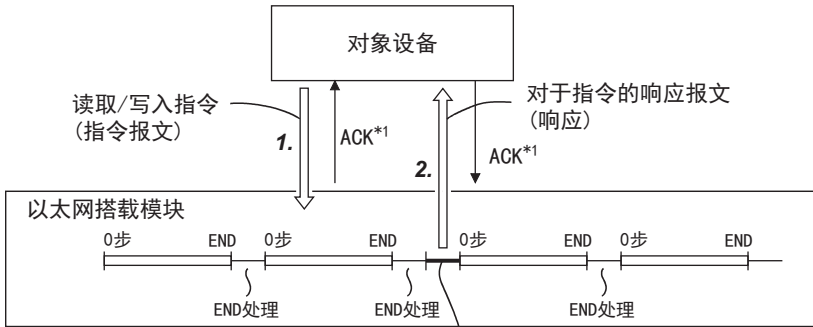 对象设备
读取/写入指令
(指令报文)
1.
ACK*1
2.
对于指令的响应报文
(响应)
ACK*1
以太网搭载模块
0步 END 0步 END 0步 END 0步 END
END处理 END处理 END处理